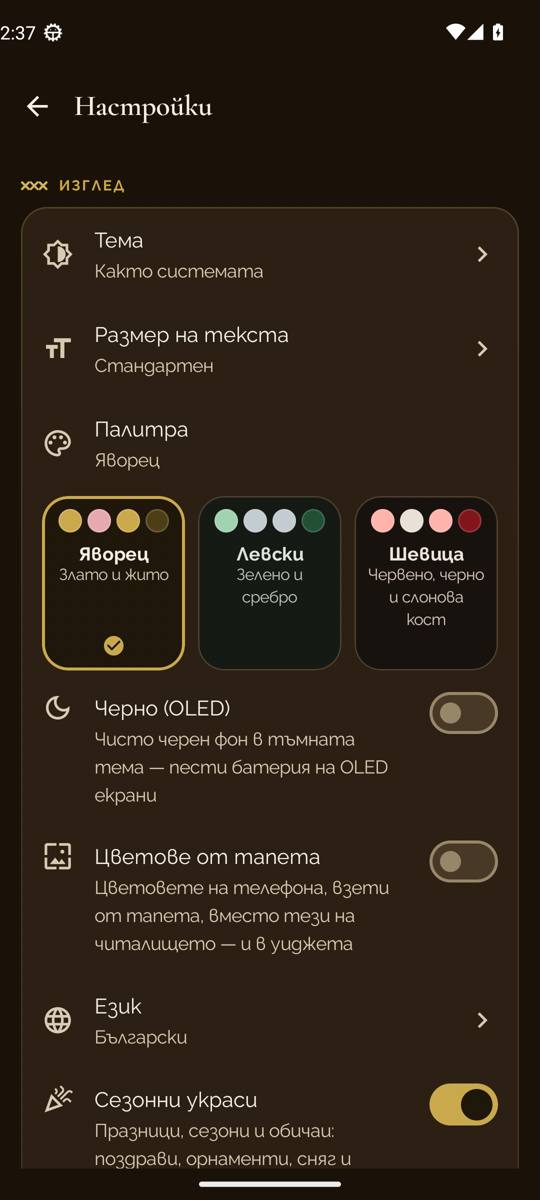 2:37
Настройки
ИЗГЛЕД
Тема
Както системата
Размер на текста
Стандартен
Палитра
Яворец
Яворец
Злато и жито
Левски
Зелено и
сребро
Шевица
Червено, черно
и слонова
кост
Черно (OLED)
Чисто черен фон в тъмната
тема — пести батерия на OLED
екрани
Цветове от тапета
Цветовете на телефона, взети
от тапета, вместо тези на
читалището — и в уиджета
Език
Български
Сезонни украси
Празници, сезони и обичаи:
поздрави, орнаменти, сняг и